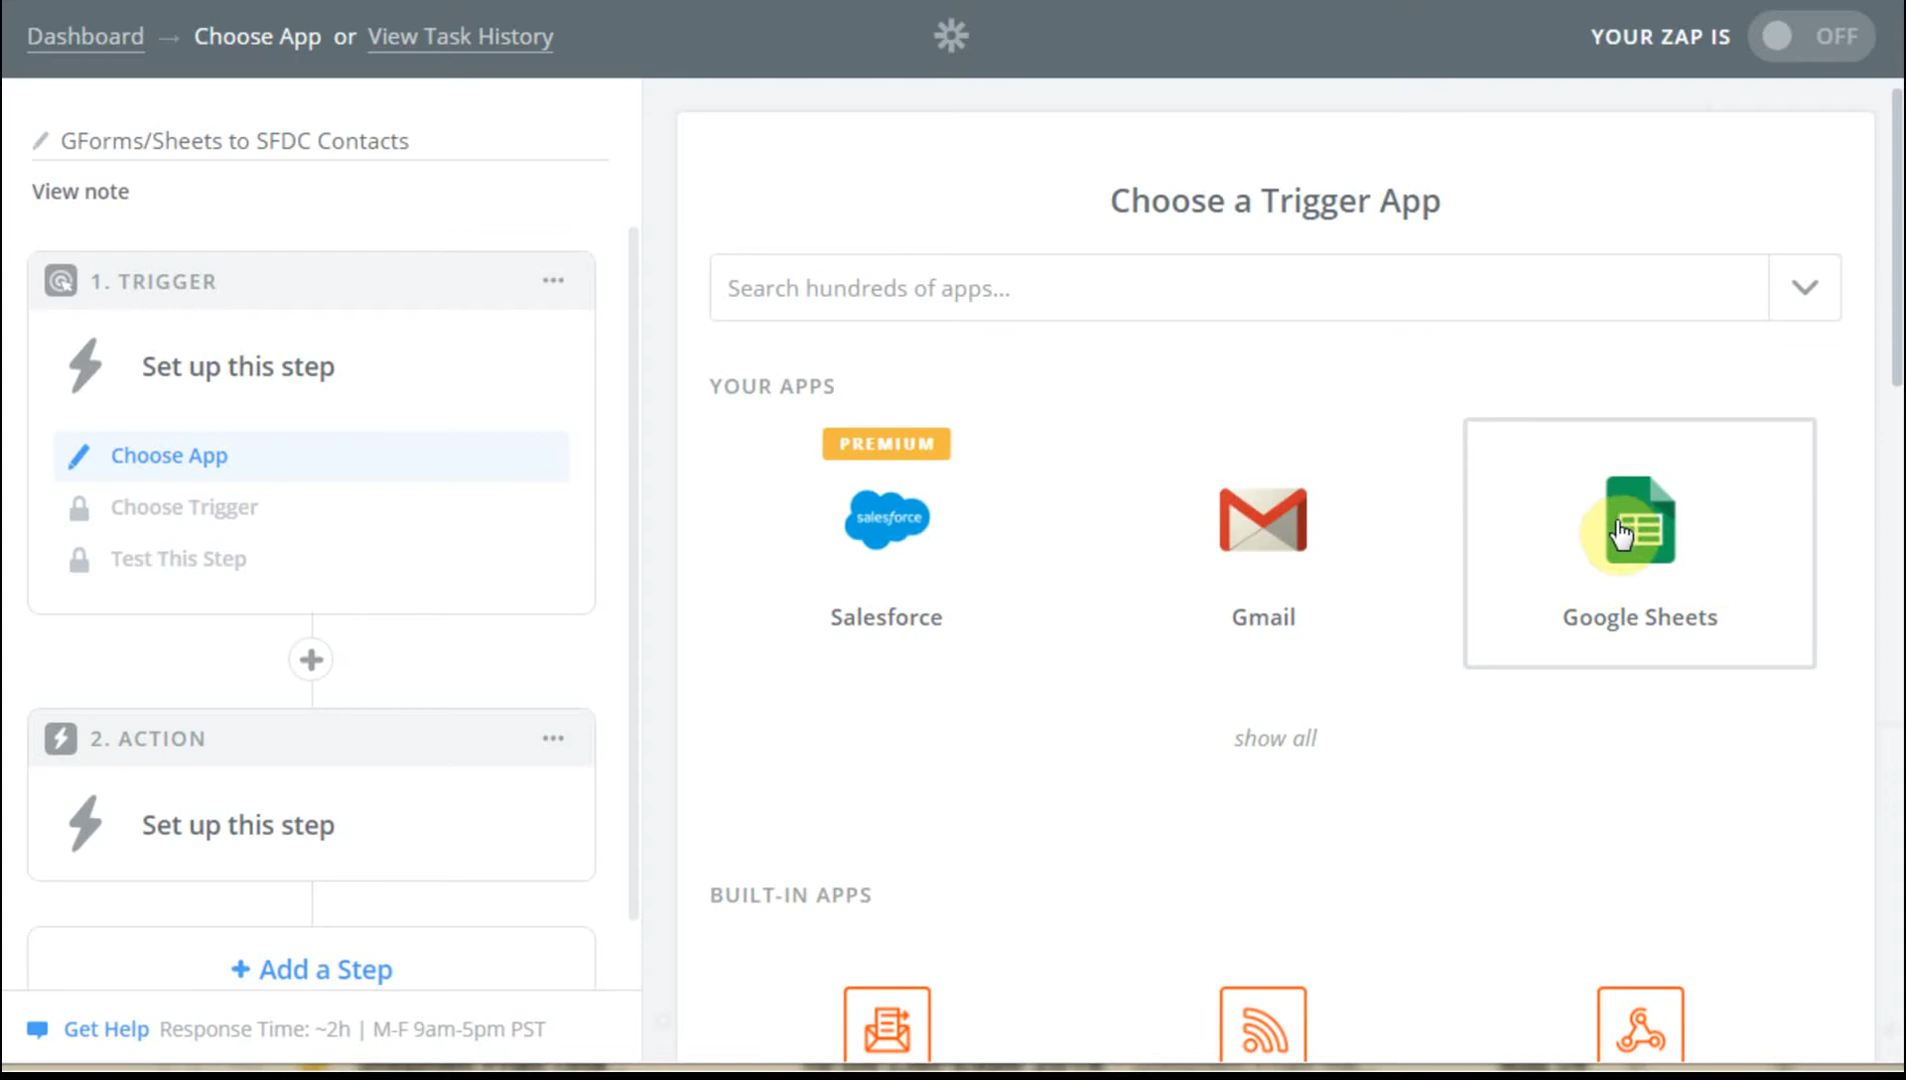 Dashboard → Choose App or View Task History
YOUR ZAP IS OFF
GForms/Sheets to SFDC Contacts
View note
1. TRIGGER
Set up this step
Choose App
Choose Trigger
Test This Step
2. ACTION
Set up this step
+ Add a Step
Get Help Response Time: ~2h | M-F 9am-5pm PST
Choose a Trigger App
Search hundreds of apps...
YOUR APPS
PREMIUM
salesforce
Salesforce
Gmail
Google Sheets
show all
BUILT-IN APPS